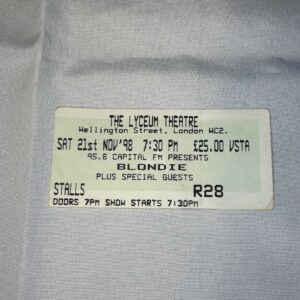 THE LYCEUM THEATRE
Wellington Street, London WC2.
SAT 21st NOV'98 7:30 PM £25.00 VSTA
95.8 CAPITAL FM PRESENTS
BLONDIE
PLUS SPECIAL GUESTS
STALLS R28
DOORS 7PM SHOW STARTS 7:30PM